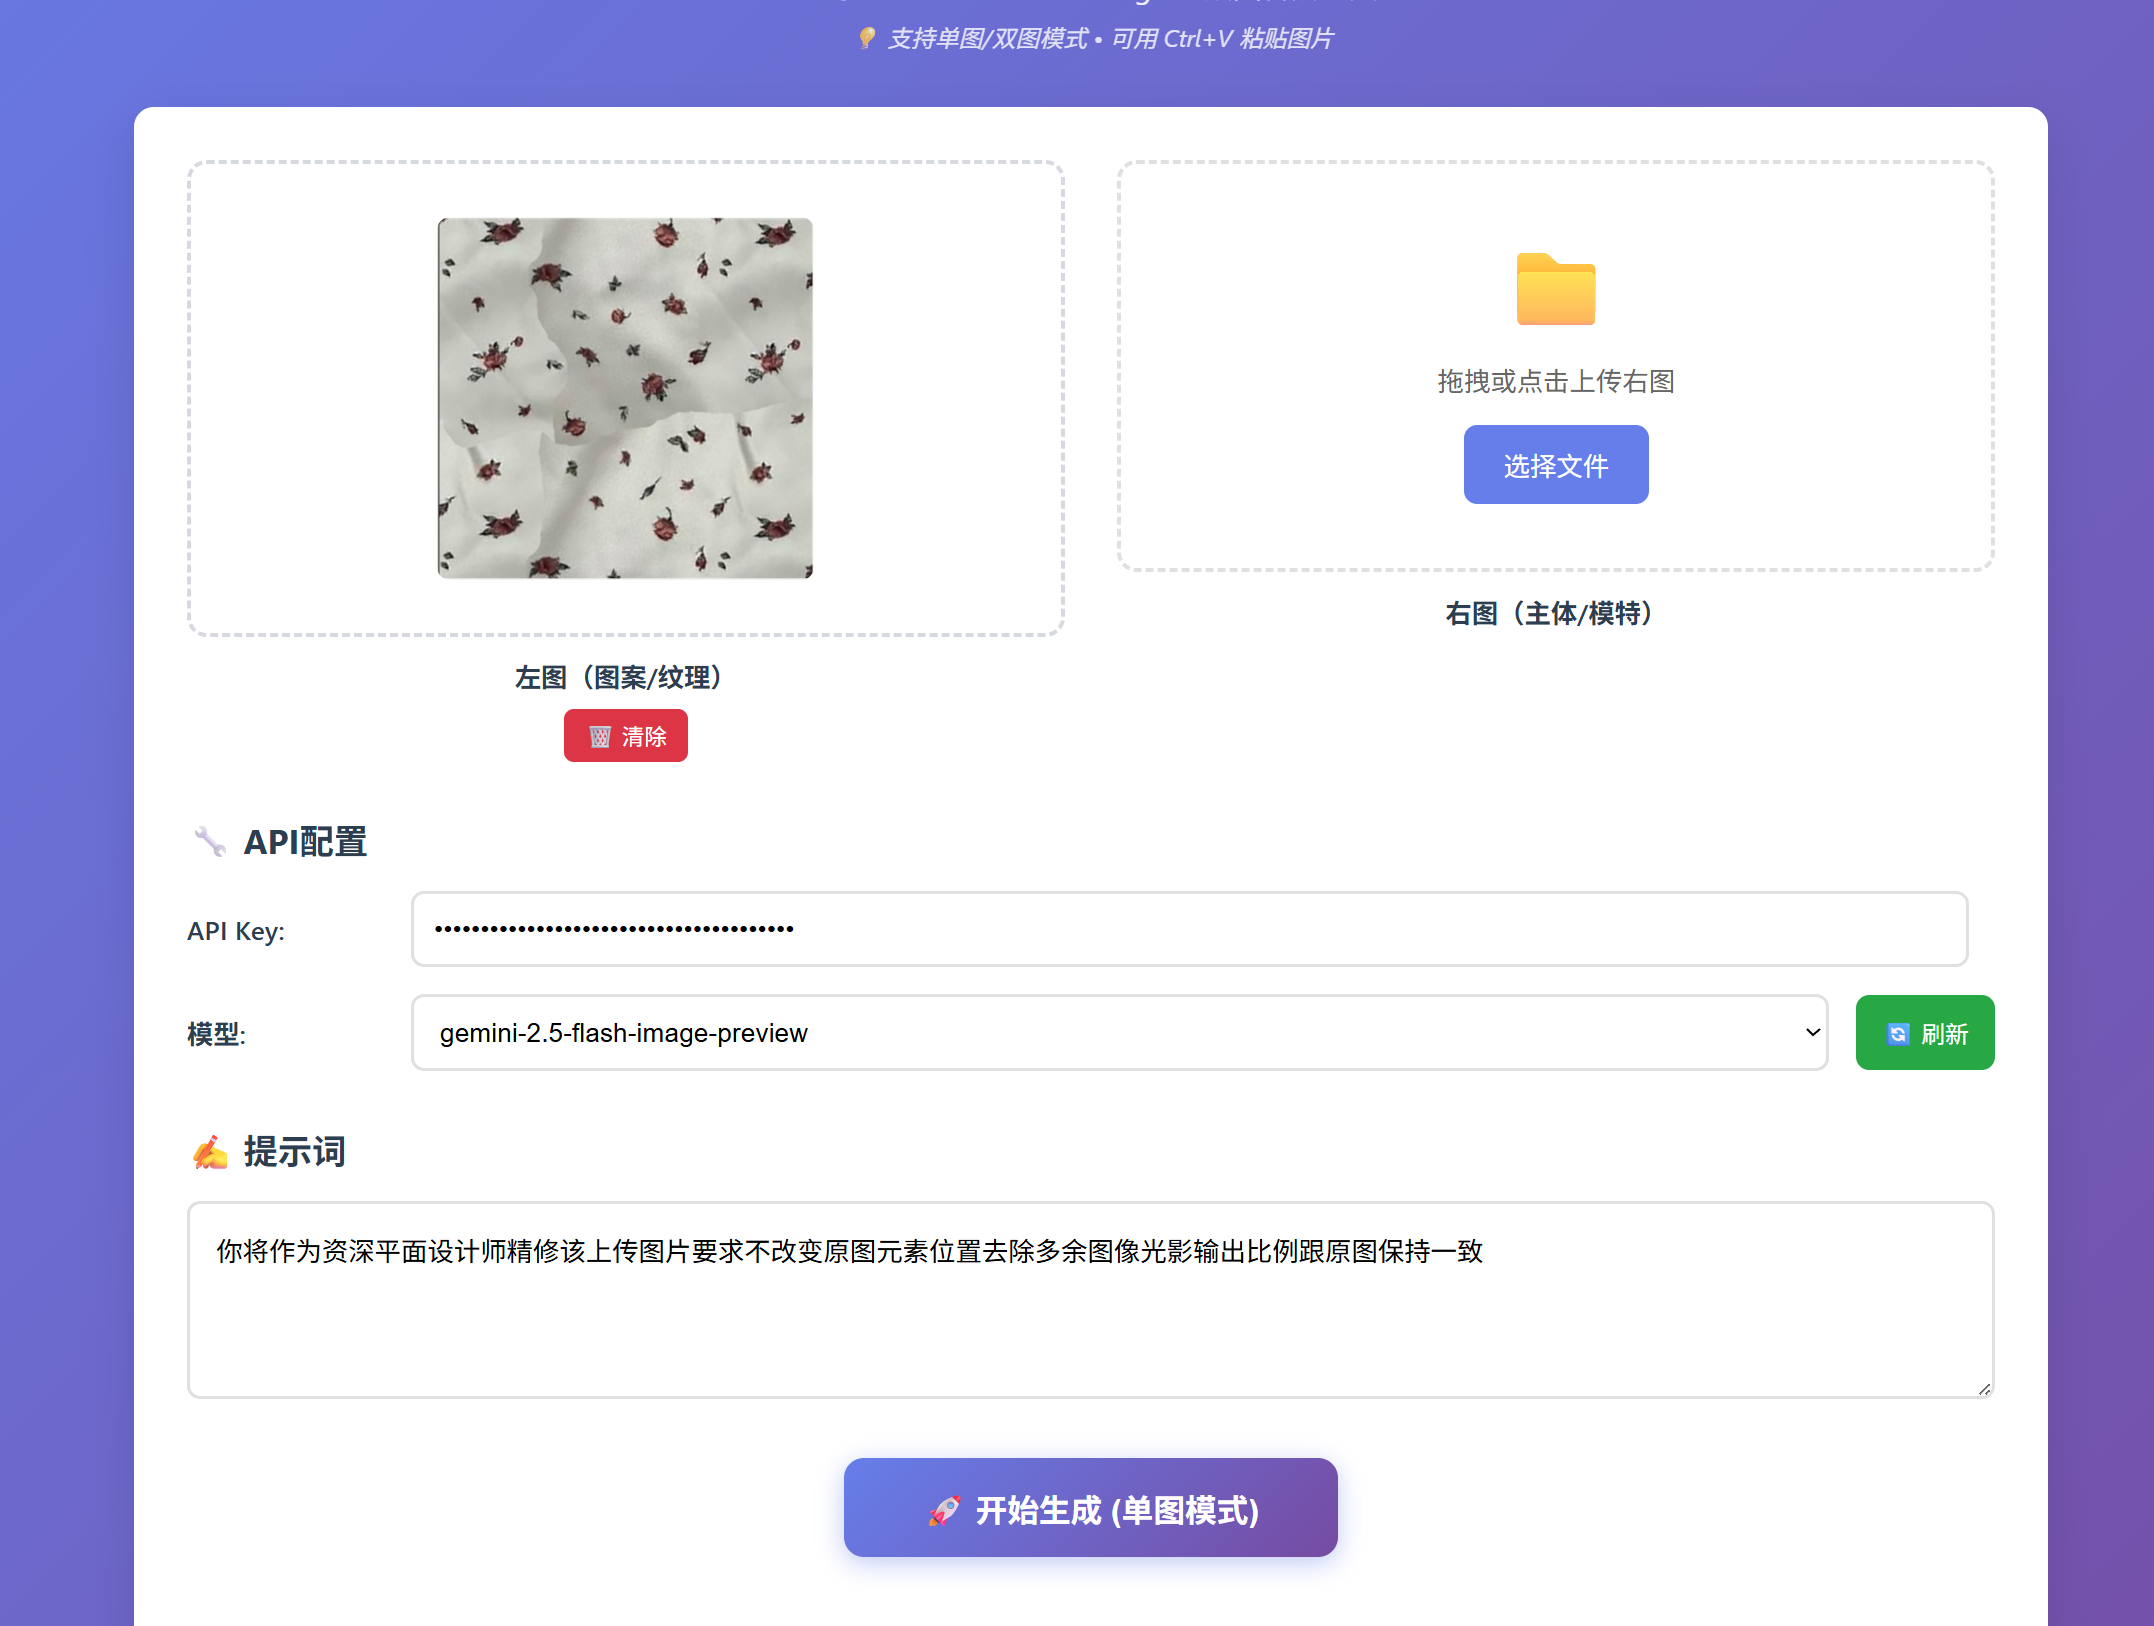 💡 支持单图/双图模式 • 可用 Ctrl+V 粘贴图片
拖拽或点击上传右图
选择文件
右图（主体/模特）
左图（图案/纹理）
🗑️ 清除
🔧 API配置
API Key:
••••••••••••••••••••••••••••••••••••••
模型:
gemini-2.5-flash-image-preview
🔄 刷新
✍️ 提示词
你将作为资深平面设计师精修该上传图片要求不改变原图元素位置去除多余图像光影输出比例跟原图保持一致
🚀 开始生成 (单图模式)